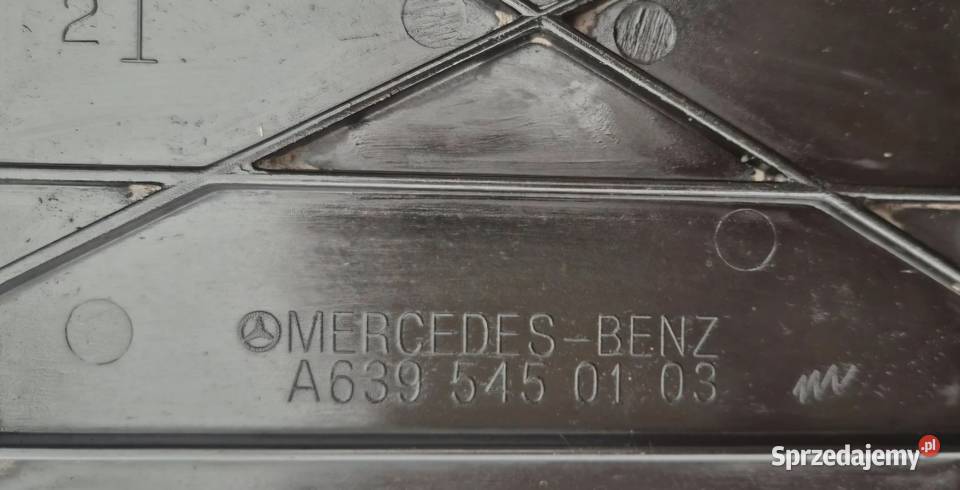 21
MERCEDES-BENZ
A639 545 01 03
Sprzedajemy.pl